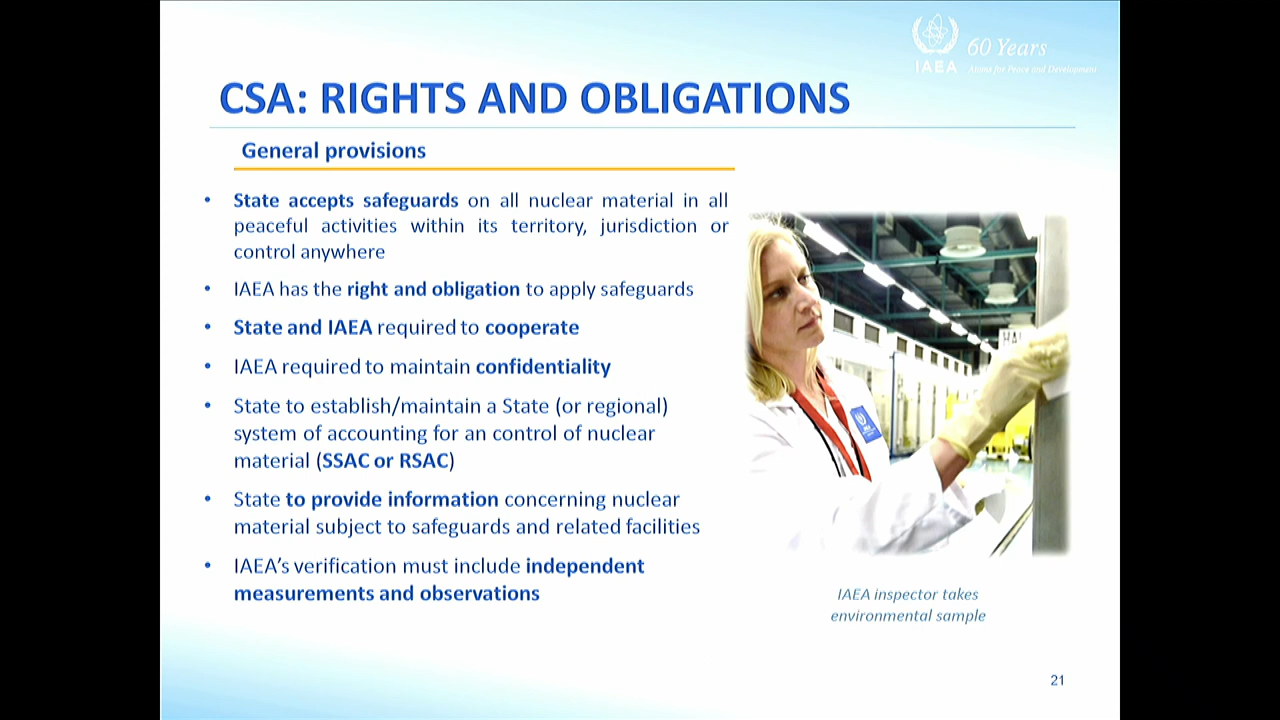 IAEA
60 Years
Atoms for Peace and Development
CSA: RIGHTS AND OBLIGATIONS
General provisions
• State accepts safeguards on all nuclear material in all
peaceful activities within its territory, jurisdiction or
control anywhere
• IAEA has the right and obligation to apply safeguards
• State and IAEA required to cooperate
• IAEA required to maintain confidentiality
• State to establish/maintain a State (or regional)
system of accounting for an control of nuclear
material (SSAC or RSAC)
• State to provide information concerning nuclear
material subject to safeguards and related facilities
• IAEA's verification must include independent
measurements and observations
IAEA inspector takes
environmental sample
21